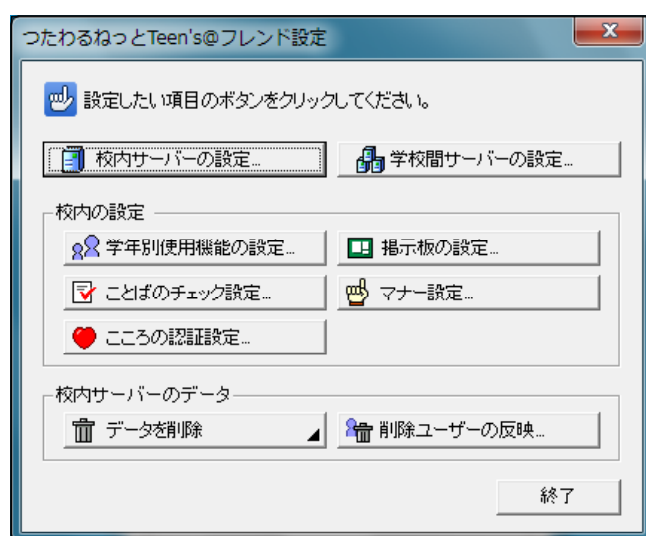 つたわるねっとTeen's@フレンド設定
設定したい項目のボタンをクリックしてください。
校内サーバーの設定... 学校間サーバーの設定...
校内の設定
学年別使用機能の設定... 掲示板の設定...
ことばのチェック設定... マナー設定...
こころの認証設定...
校内サーバーのデータ
データを削除 削除ユーザーの反映...
終了